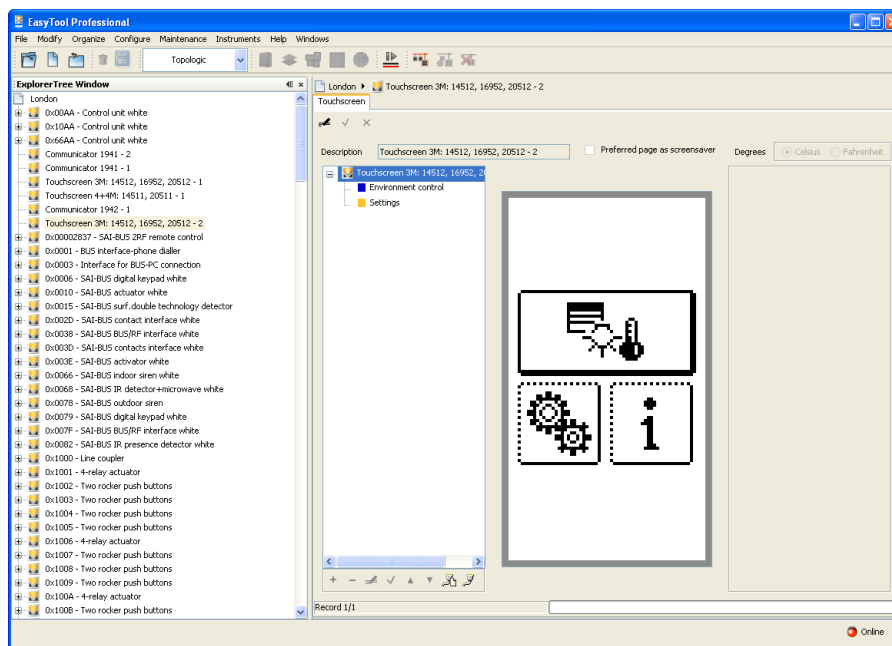 EasyTool Professional
File Modify Organize Configure Maintenance Instruments Help Windows
Topologic
ExplorerTree Window
London
0x00AA - Control unit white
0x10AA - Control unit white
0x66AA - Control unit white
Communicator 1941 - 2
Communicator 1941 - 1
Touchscreen 3M: 14512, 16952, 20512 - 1
Touchscreen 4+4M: 14511, 20511 - 1
Communicator 1942 - 1
Touchscreen 3M: 14512, 16952, 20512 - 2
0x00002837 - SAI-BUS 2RF remote control
0x0001 - BUS interface-phone dialler
0x0003 - Interface for BUS-PC connection
0x0006 - SAI-BUS digital keypad white
0x0010 - SAI-BUS actuator white
0x0015 - SAI-BUS surf.double technology detector
0x002D - SAI-BUS contact interface white
0x0038 - SAI-BUS BUS/RF interface white
0x003D - SAI-BUS contacts interface white
0x003E - SAI-BUS activator white
0x0066 - SAI-BUS indoor siren white
0x0068 - SAI-BUS IR detector+microwave white
0x0078 - SAI-BUS outdoor siren
0x0079 - SAI-BUS digital keypad white
0x007F - SAI-BUS BUS/RF interface white
0x0082 - SAI-BUS IR presence detector white
0x1000 - Line coupler
0x1001 - 4-relay actuator
0x1002 - Two rocker push buttons
0x1003 - Two rocker push buttons
0x1004 - Two rocker push buttons
0x1005 - Two rocker push buttons
0x1006 - 4-relay actuator
0x1007 - Two rocker push buttons
0x1008 - Two rocker push buttons
0x1009 - Two rocker push buttons
0x100A - 4-relay actuator
0x100B - Two rocker push buttons
London Touchscreen 3M: 14512, 16952, 20512 - 2
Touchscreen
Description Touchscreen 3M: 14512, 16952, 20512 - 2 Preferred page as screensaver Degrees Celsius Fahrenheit
Touchscreen 3M: 14512, 16952, 2
Environment control
Settings
i
Record 1/1
Online